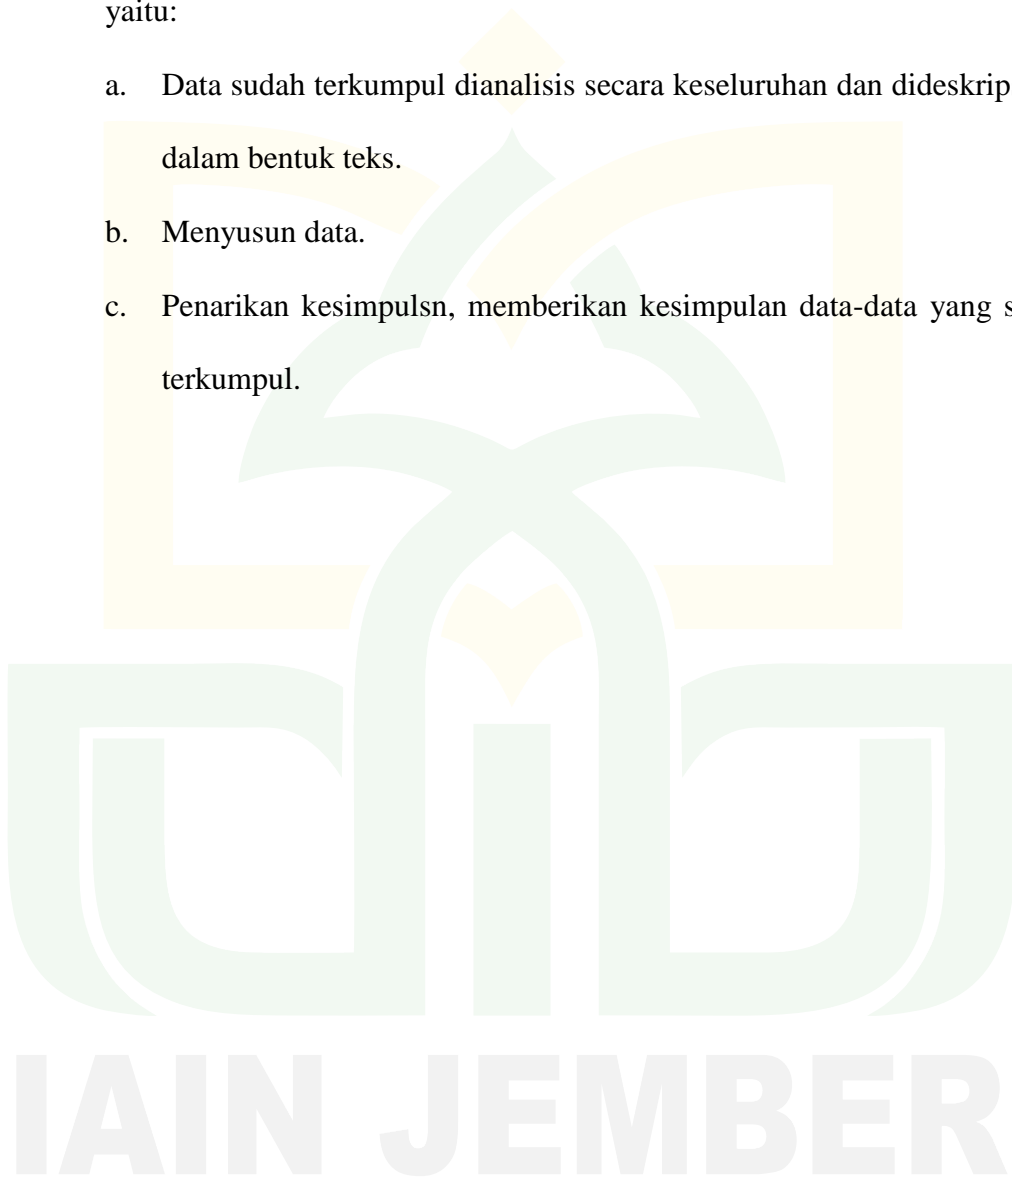 yaitu:
a. Data sudah terkumpul dianalisis secara keseluruhan dan dideskrip
dalam bentuk teks.
b. Menyusun data.
c. Penarikan kesimpulsn, memberikan kesimpulan data-data yang s
terkumpul.
IAIN JEMBER